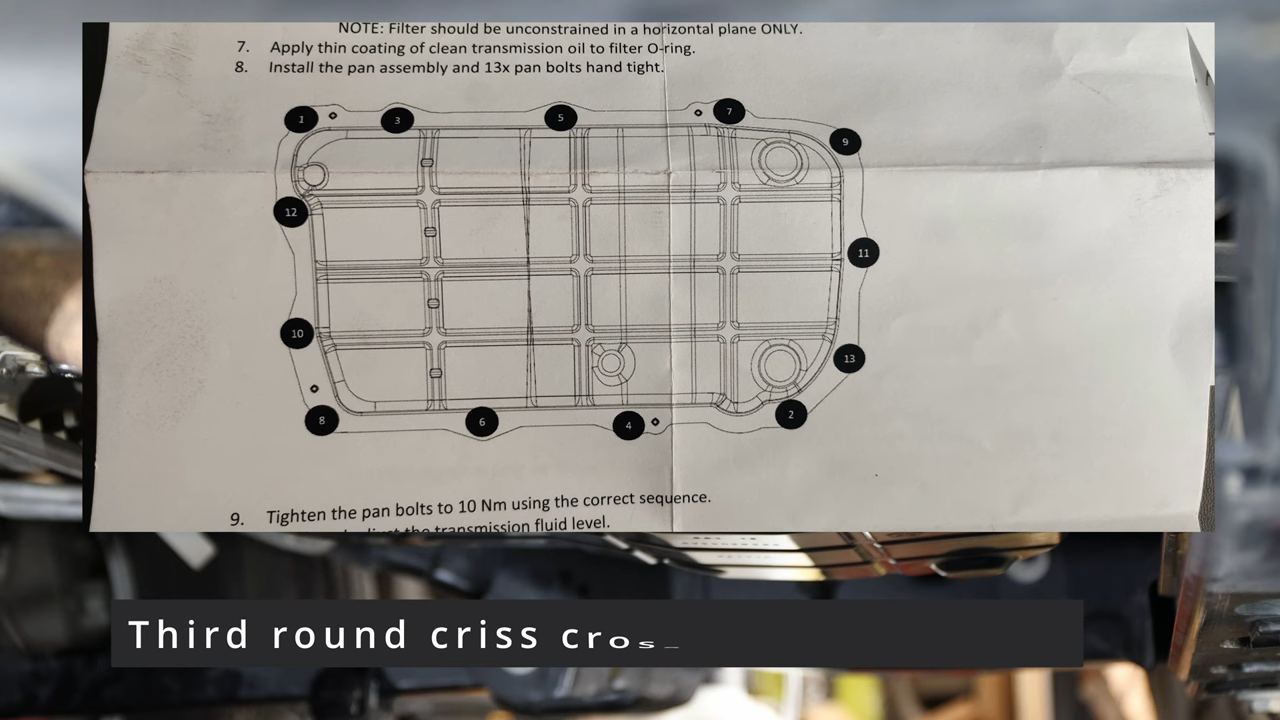 NOTE: Filter should be unconstrained in a horizontal plane ONLY.
7. Apply thin coating of clean transmission oil to filter O-ring.
8. Install the pan assembly and 13x pan bolts hand tight.
1
3
5
7
9
12
11
10
13
8
6
4
2
9. Tighten the pan bolts to 10 Nm using the correct sequence.
the transmission fluid level.
Third round criss cros